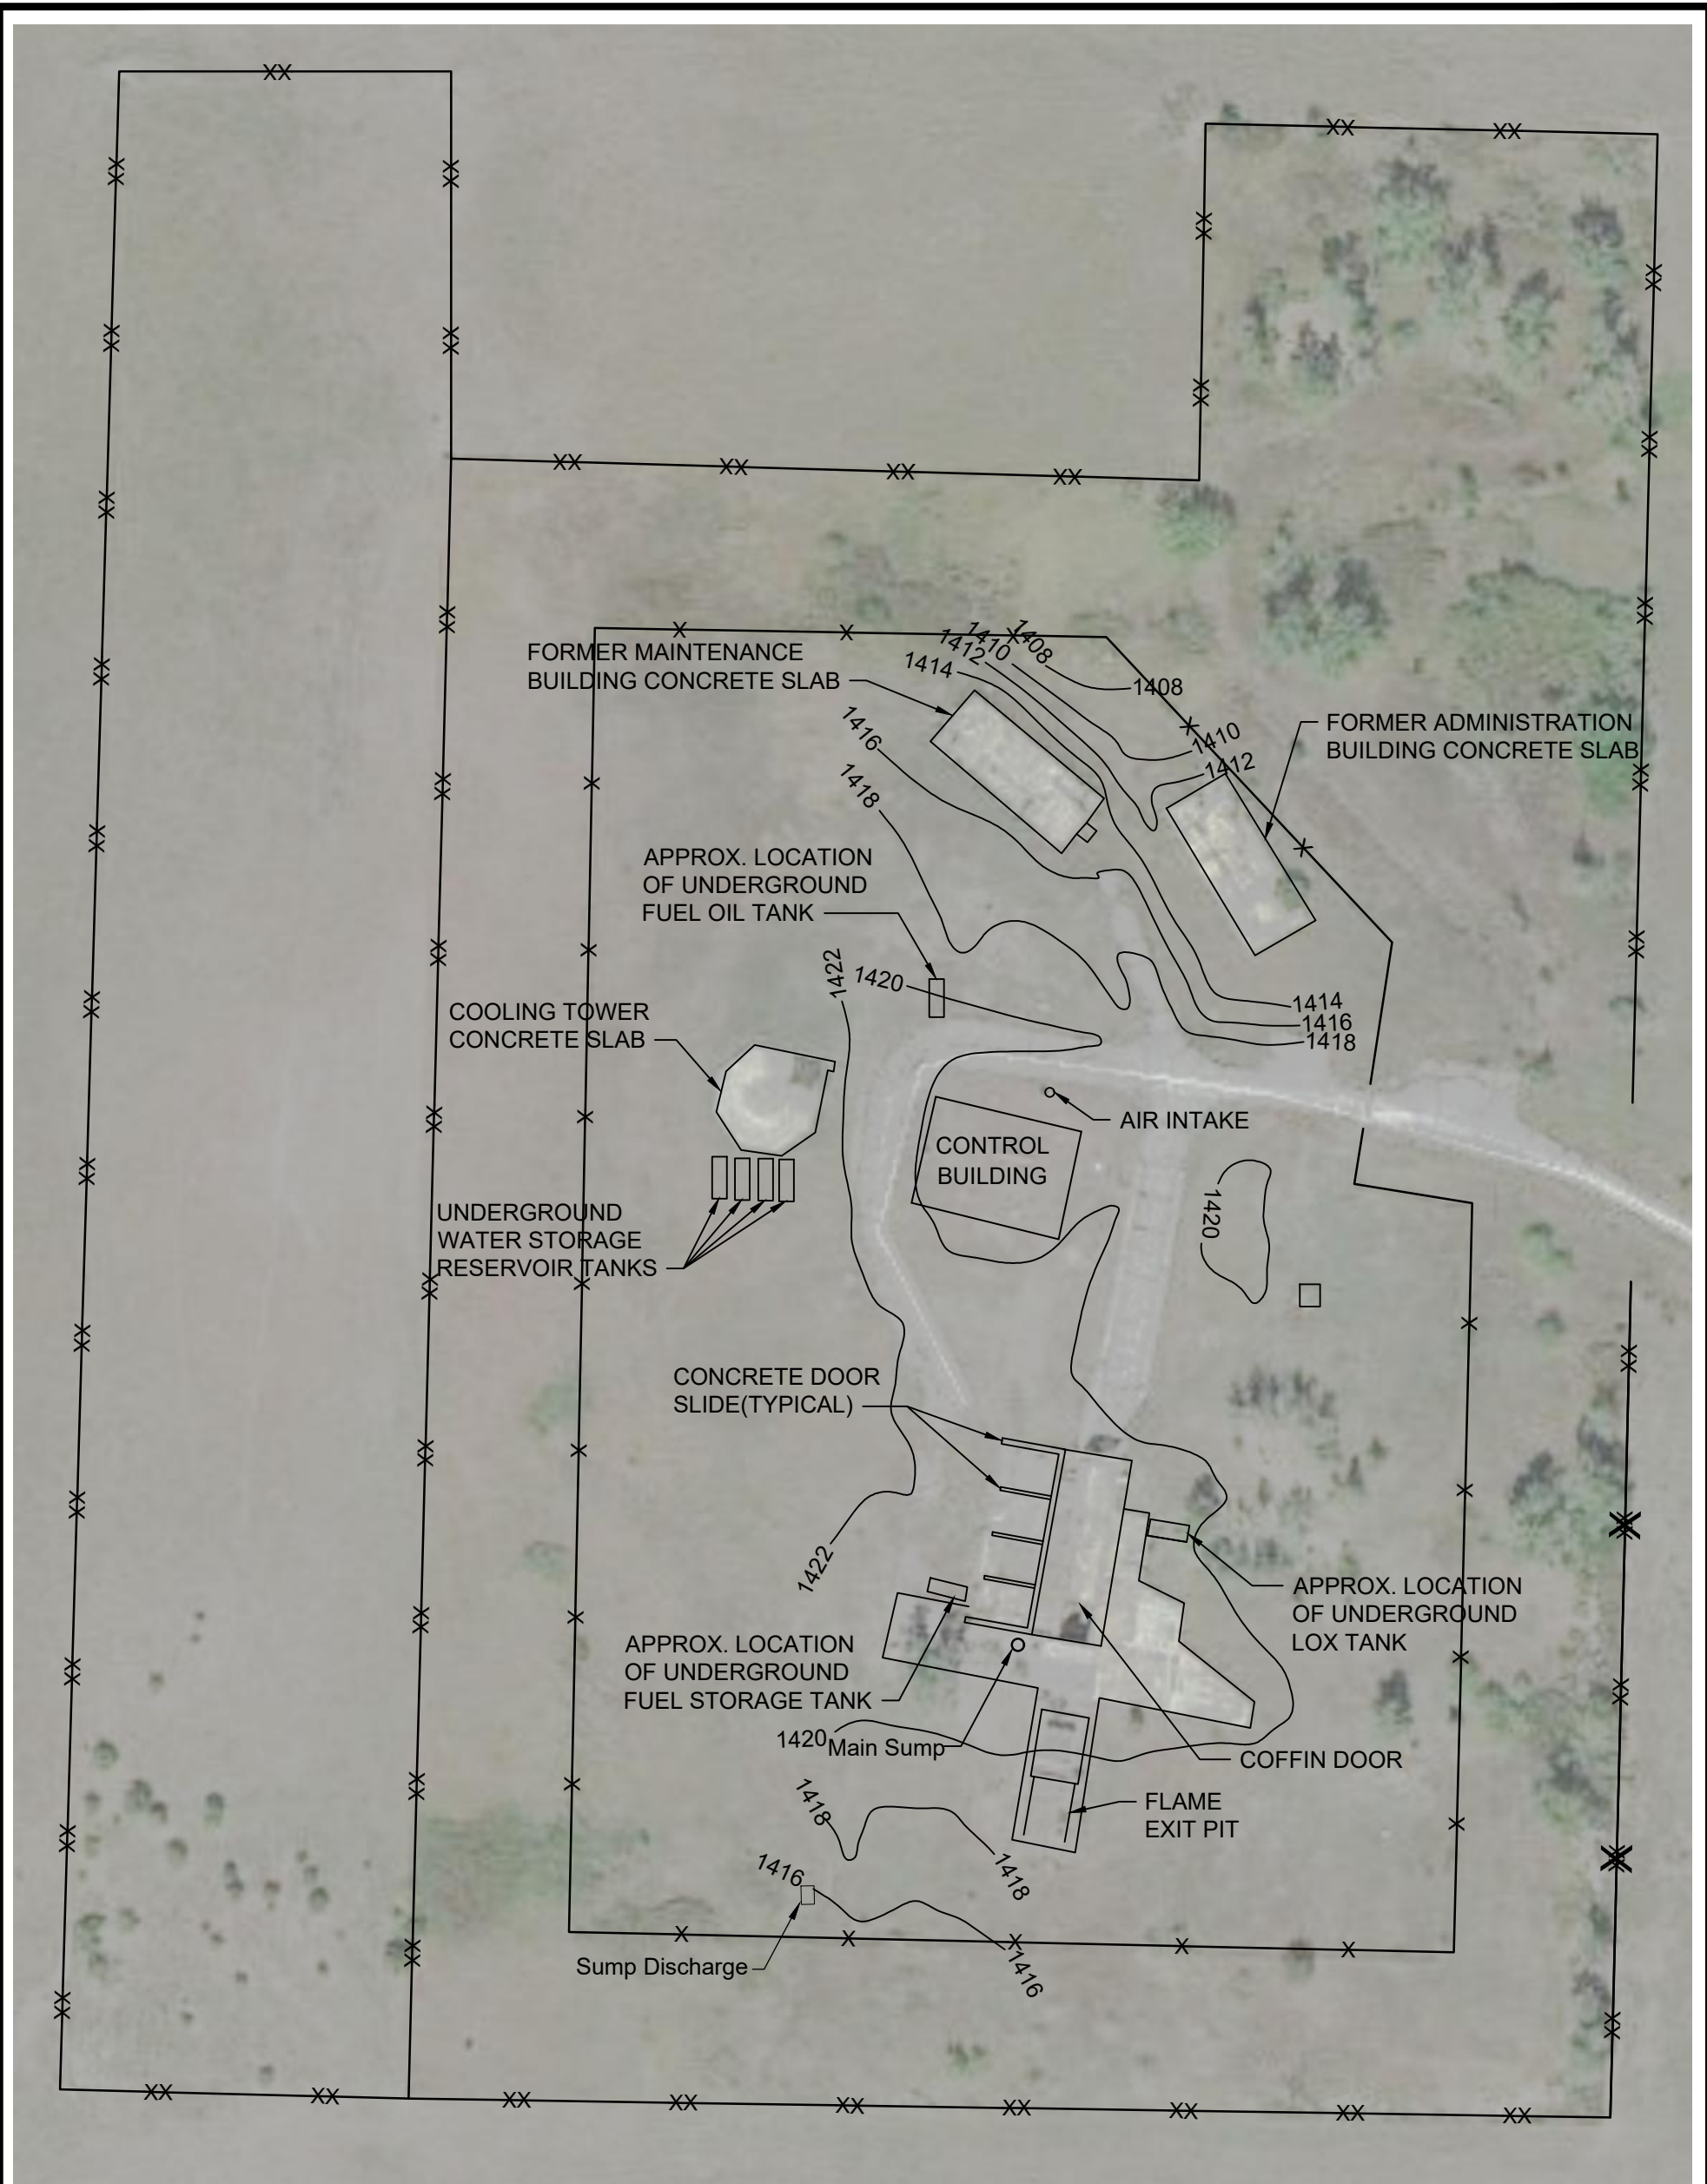 FORMER MAINTENANCE
BUILDING CONCRETE SLAB
1414
1412
1410
1408
1408
1410
1412
FORMER ADMINISTRATION
BUILDING CONCRETE SLAB
1416
1418
APPROX. LOCATION
OF UNDERGROUND
FUEL OIL TANK
1422
1420
1414
1416
1418
COOLING TOWER
CONCRETE SLAB
AIR INTAKE
CONTROL
BUILDING
1420
UNDERGROUND
WATER STORAGE
RESERVOIR TANKS
CONCRETE DOOR
SLIDE(TYPICAL)
1422
APPROX. LOCATION
OF UNDERGROUND
LOX TANK
APPROX. LOCATION
OF UNDERGROUND
FUEL STORAGE TANK
1420
Main Sump
COFFIN DOOR
1418
FLAME
EXIT PIT
1416
1418
Sump Discharge
1416